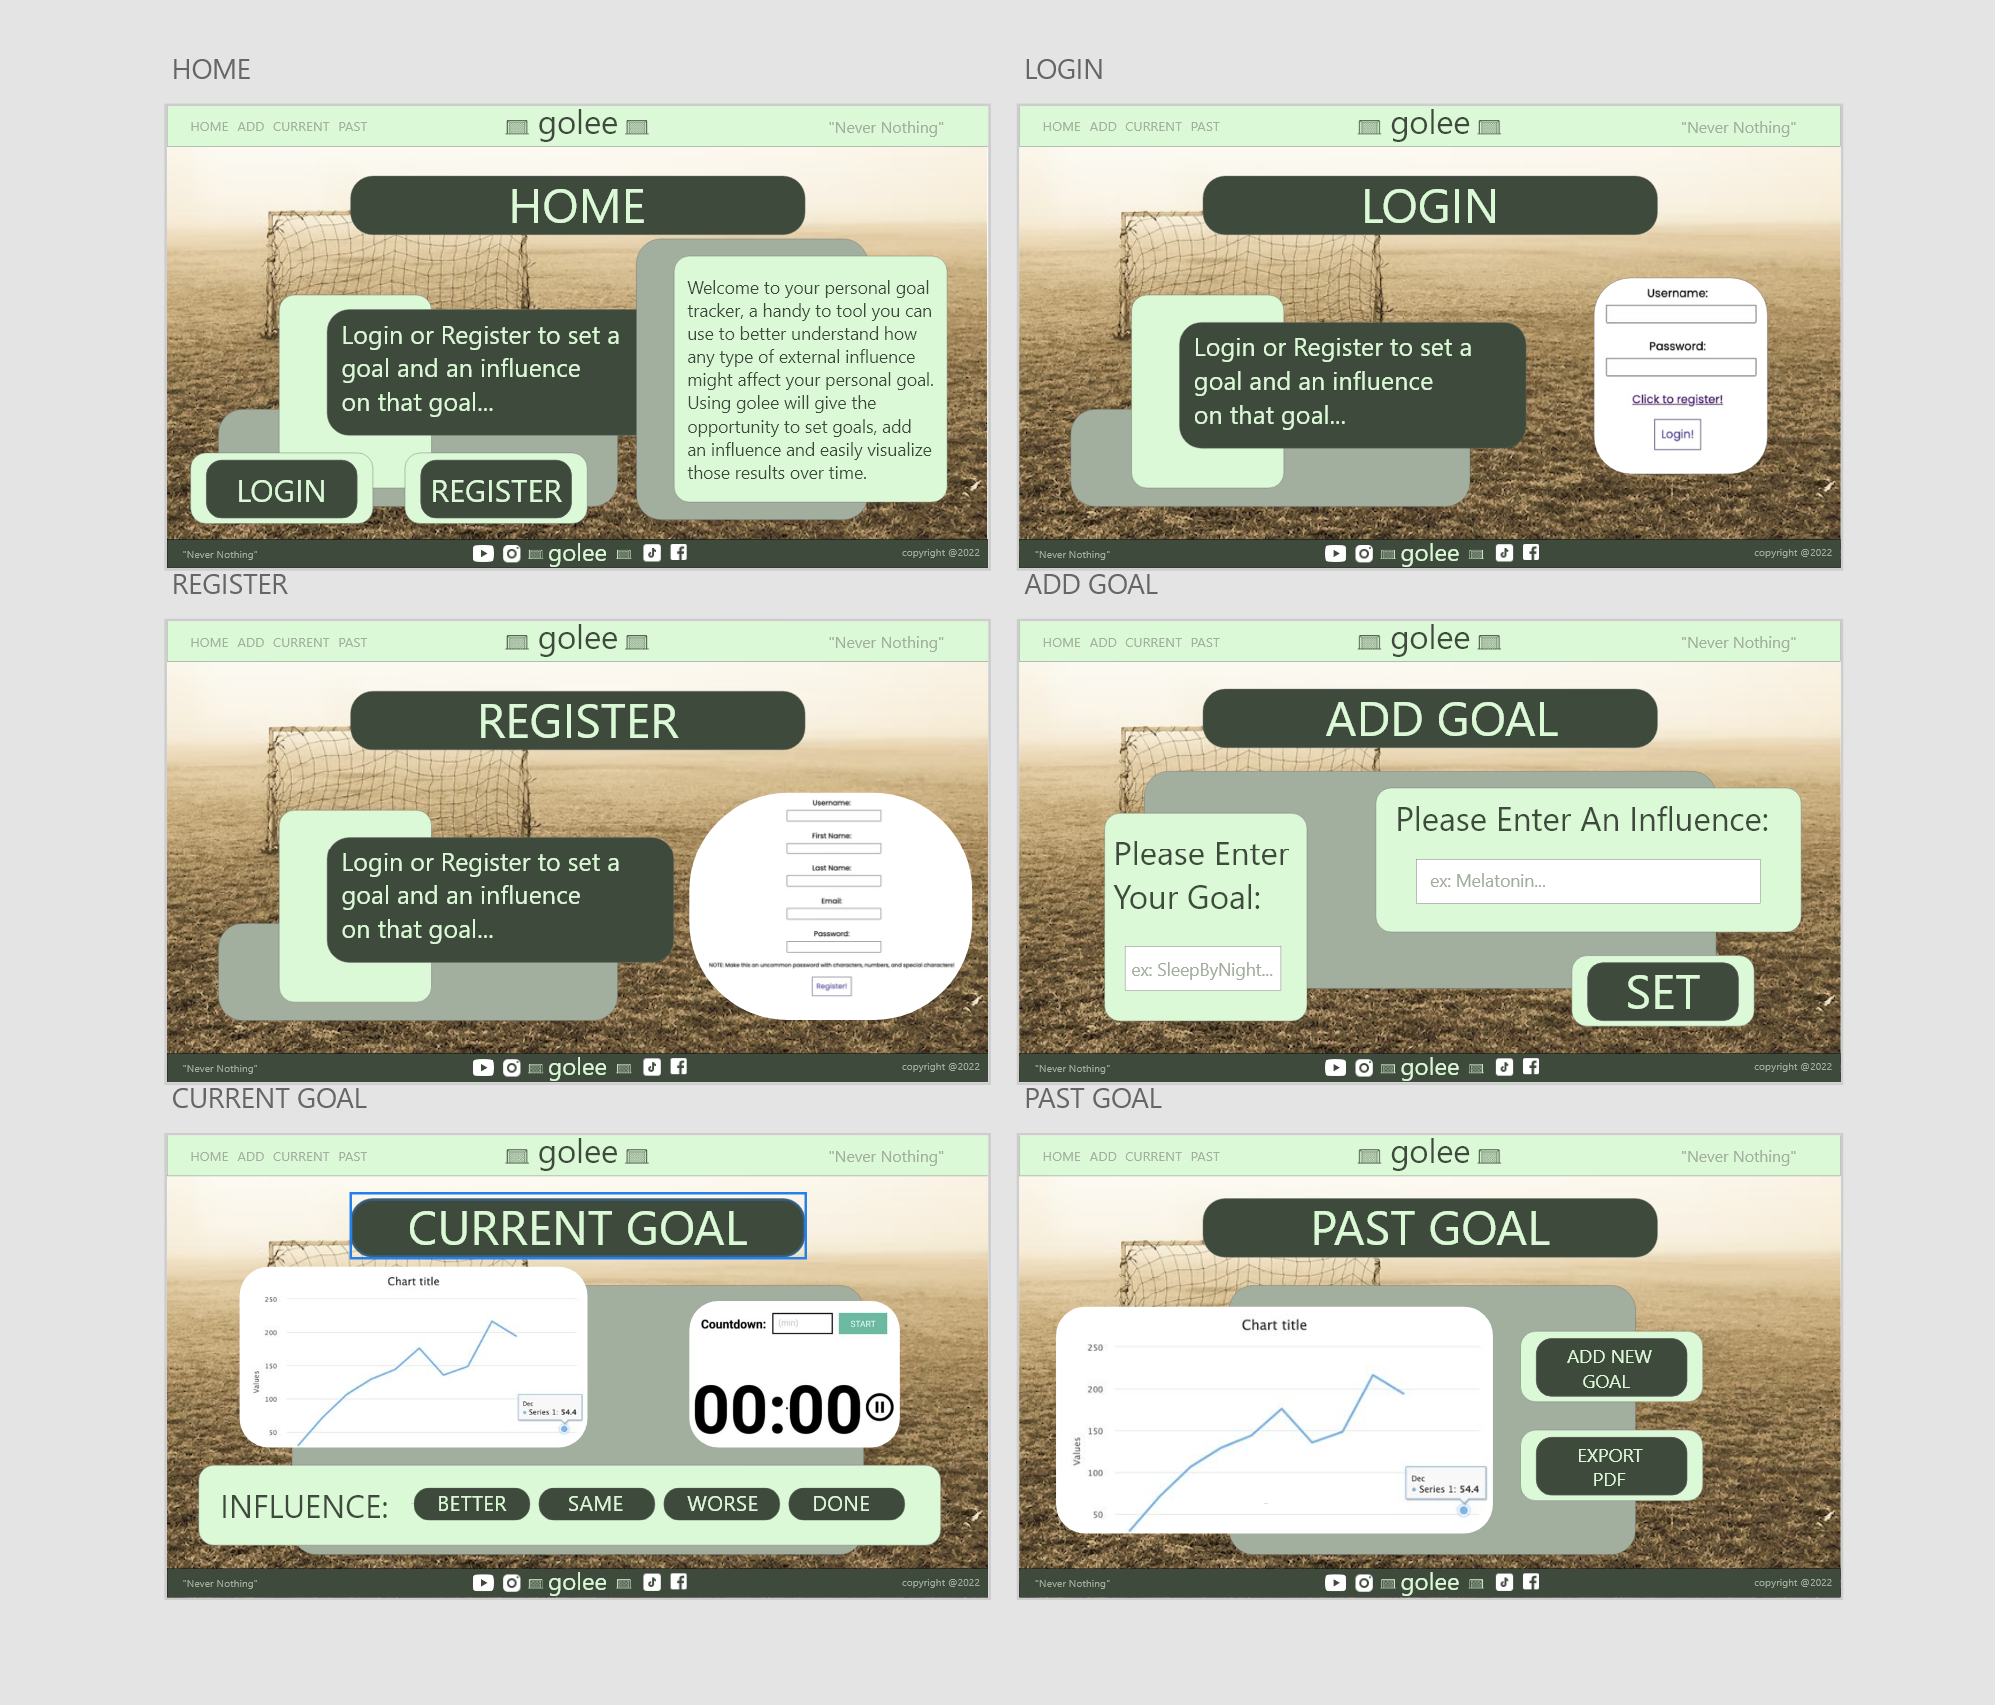 HOME
HOME ADD CURRENT PAST
golee
"Never Nothing"
HOME
Login or Register to set a
goal and an influence
on that goal...
Welcome to your personal goal
tracker, a handy to tool you can
use to better understand how
any type of external influence
might affect your personal goal.
Using golee will give the
opportunity to set goals, add
an influence and easily visualize
those results over time.
LOGIN
REGISTER
"Never Nothing"
golee
copyright @2022
LOGIN
HOME ADD CURRENT PAST
golee
"Never Nothing"
LOGIN
Login or Register to set a
goal and an influence
on that goal...
Username:
Password:
Click to register!
Login!
"Never Nothing"
golee
copyright @2022
REGISTER
HOME ADD CURRENT PAST
golee
"Never Nothing"
REGISTER
Login or Register to set a
goal and an influence
on that goal...
Username:
First Name:
Last Name:
Email:
Password:
NOTE: Make this an uncommon password with characters, numbers, and special characters!
Register!
"Never Nothing"
golee
copyright @2022
ADD GOAL
HOME ADD CURRENT PAST
golee
"Never Nothing"
ADD GOAL
Please Enter
Your Goal:
ex: SleepByNight...
Please Enter An Influence:
ex: Melatonin...
SET
"Never Nothing"
golee
copyright @2022
CURRENT GOAL
HOME ADD CURRENT PAST
golee
"Never Nothing"
CURRENT GOAL
Chart title
250
200
150
100
50
Values
Dec
Series 1: 54.4
Countdown: (min) START
00:00
INFLUENCE: BETTER SAME WORSE DONE
"Never Nothing"
golee
copyright @2022
PAST GOAL
HOME ADD CURRENT PAST
golee
"Never Nothing"
PAST GOAL
Chart title
250
200
150
100
50
Values
Dec
Series 1: 54.4
ADD NEW
GOAL
EXPORT
PDF
"Never Nothing"
golee
copyright @2022